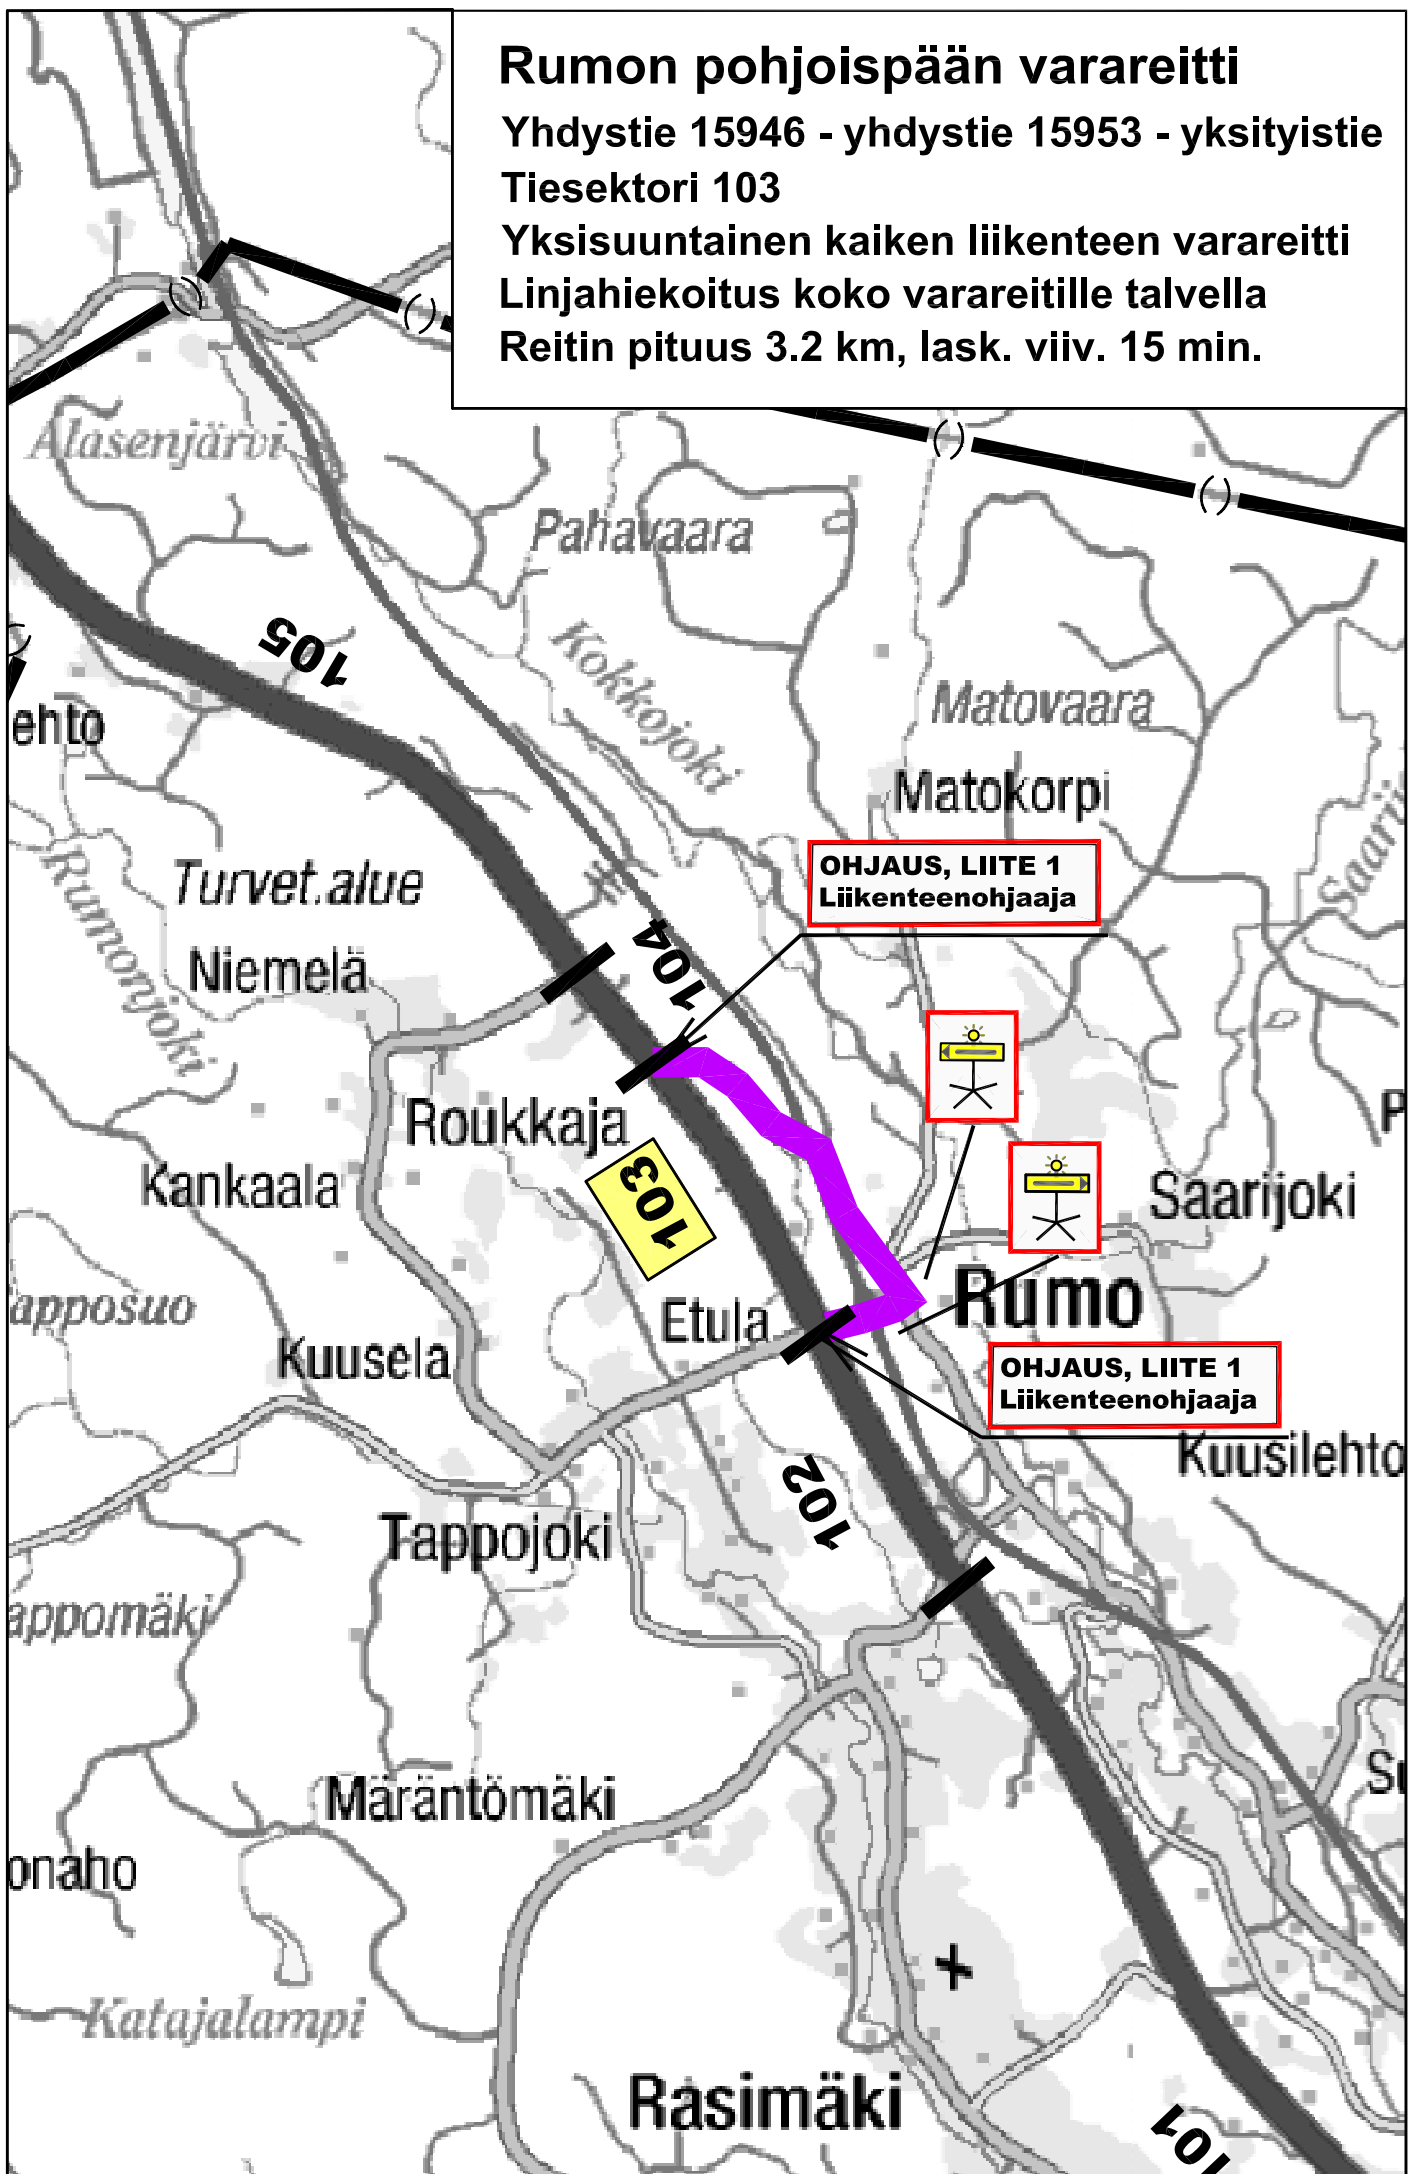 Rumon pohjoispään varareitti
Yhdystie 15946 - yhdystie 15953 - yksityistie
Tiesektori 103
Yksisuuntainen kaiken liikenteen varareitti
Linjahiekoitus koko varareitille talvella
Reitin pituus 3.2 km, lask. viiv. 15 min.
Alasenjärvi
Pahavaara
105
Kokkojoki
ehto
Matovaara
Matokorpi
Saarij
OHJAUS, LIITE 1
Liikenteenohjaaja
Turvet.alue
Rumonjoki
104
Niemelä
Roukkaja
P
Kankaala
103
Saarijoki
Rumo
apposuo
Etula
Kuusela
OHJAUS, LIITE 1
Liikenteenohjaaja
Kuusilehto
102
Tappojoki
appomäki
Märäntömäki
onaho
Katajalampi
Rasimäki
101